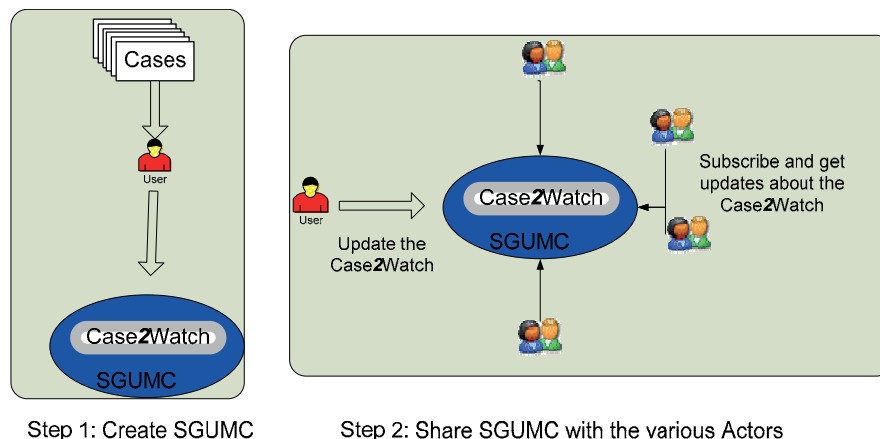 Cases
User
Case2Watch
SGUMC
Step 1: Create SGUMC
User
Update the
Case2Watch
Case2Watch
SGUMC
Subscribe and get
updates about the
Case2Watch
Step 2: Share SGUMC with the various Actors